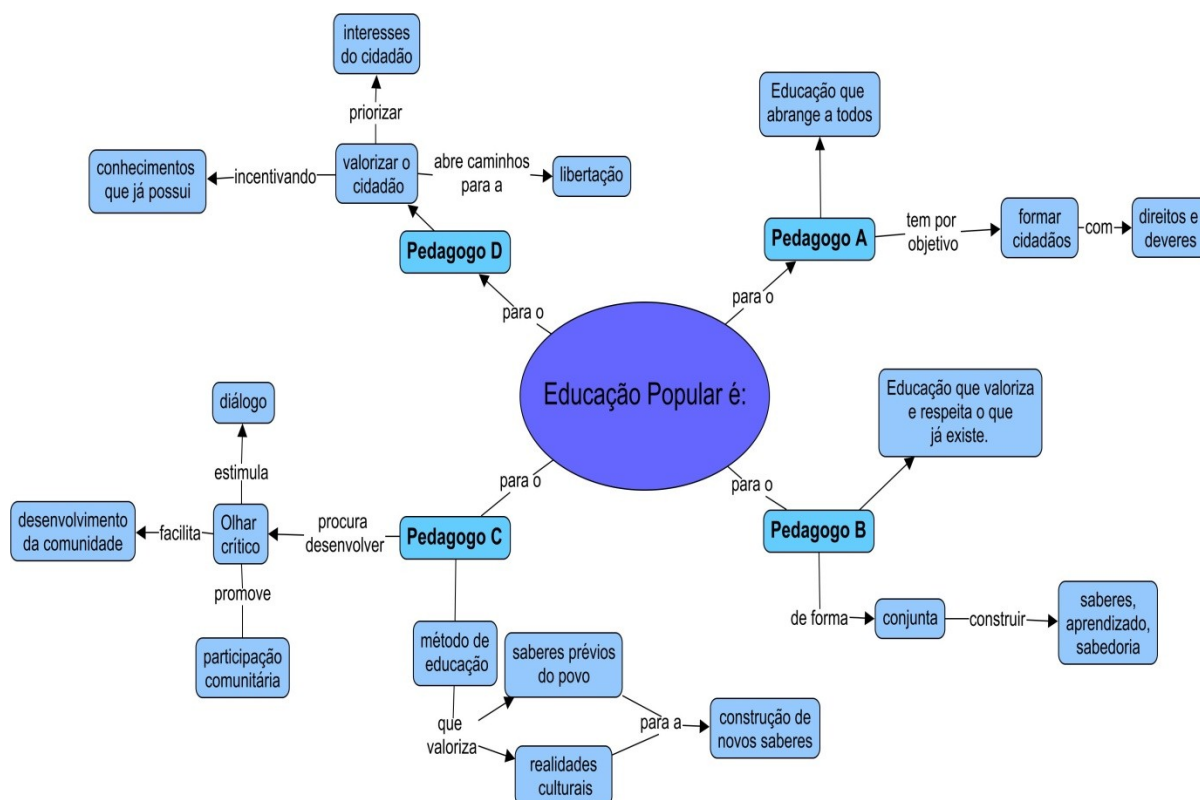 interesses
do cidadão
priorizar
conhecimentos
que já possui
incentivando
valorizar o
cidadão
abre caminhos
para a
libertação
Pedagogo D
para o
Educação que
abrange a todos
Pedagogo A
tem por
objetivo
formar
cidadãos
com
direitos e
deveres
para o
Educação Popular é:
diálogo
estimula
desenvolvimento
da comunidade
facilita
Olhar
crítico
procura
desenvolver
Pedagogo C
para o
promove
participação
comunitária
método de
educação
que
valoriza
saberes prévios
do povo
realidades
culturais
para a
construção de
novos saberes
para o
Educação que valoriza
e respeita o que
já existe.
Pedagogo B
de forma
conjunta
construir
saberes,
aprendizado,
sabedoria